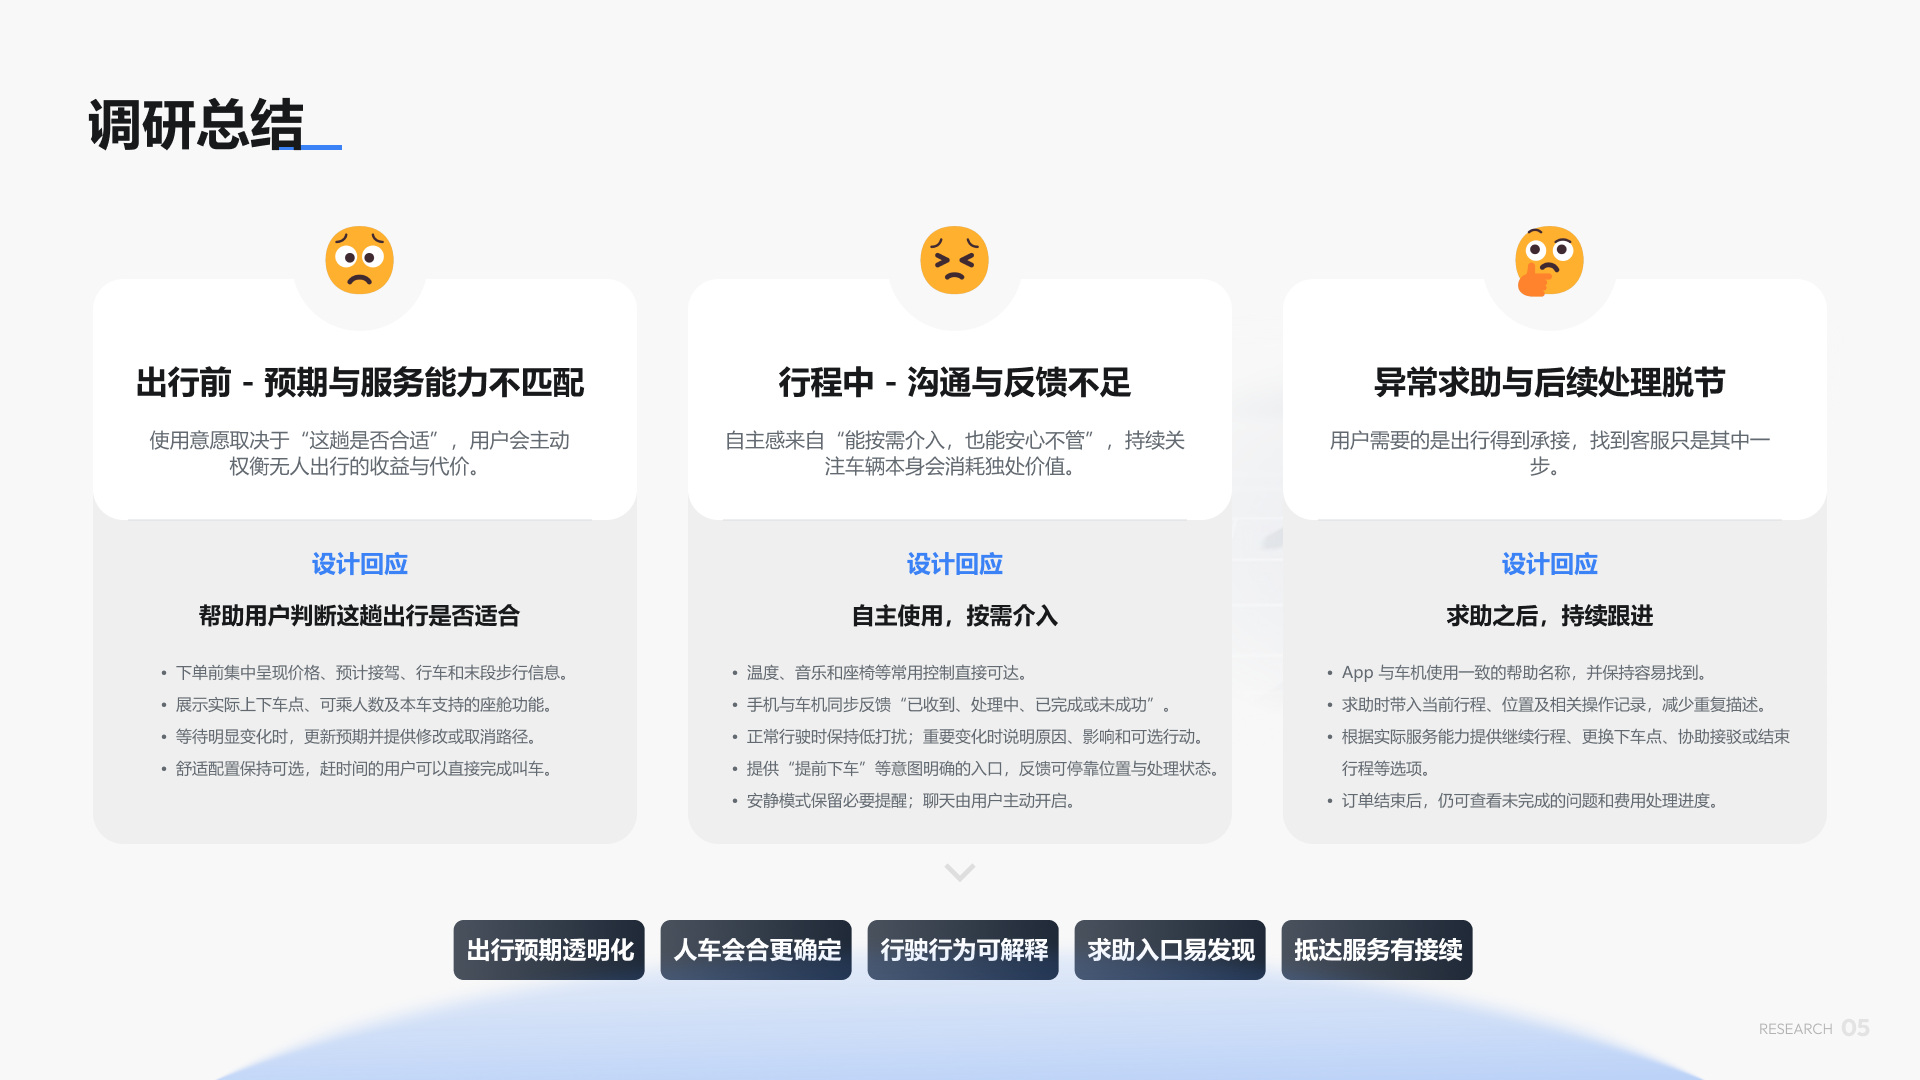 调研总结
出行前 - 预期与服务能力不匹配
使用意愿取决于“这趟是否合适”，用户会主动
权衡无人出行的收益与代价。
设计回应
帮助用户判断这趟出行是否适合
• 下单前集中呈现价格、预计接驾、行车和末段步行信息。
• 展示实际上下车点、可乘人数及本车支持的座舱功能。
• 等待明显变化时，更新预期并提供修改或取消路径。
• 舒适配置保持可选，赶时间的用户可以直接完成叫车。
行程中 - 沟通与反馈不足
自主感来自“能按需介入，也能安心不管”，持续关
注车辆本身会消耗独处价值。
设计回应
自主使用，按需介入
• 温度、音乐和座椅等常用控制直接可达。
• 手机与车机同步反馈“已收到、处理中、已完成或未成功”。
• 正常行驶时保持低打扰；重要变化时说明原因、影响和可选行动。
• 提供“提前下车”等意图明确的入口，反馈可停靠位置与处理状态。
• 安静模式保留必要提醒；聊天由用户主动开启。
异常求助与后续处理脱节
用户需要的是出行得到承接，找到客服只是其中一
步。
设计回应
求助之后，持续跟进
• App 与车机使用一致的帮助名称，并保持容易找到。
• 求助时带入当前行程、位置及相关操作记录，减少重复描述。
• 根据实际服务能力提供继续行程、更换下车点、协助接驳或结束
行程等选项。
• 订单结束后，仍可查看未完成的问题和费用处理进度。
出行预期透明化
人车会合更确定
行驶行为可解释
求助入口易发现
抵达服务有接续
RESEARCH 05